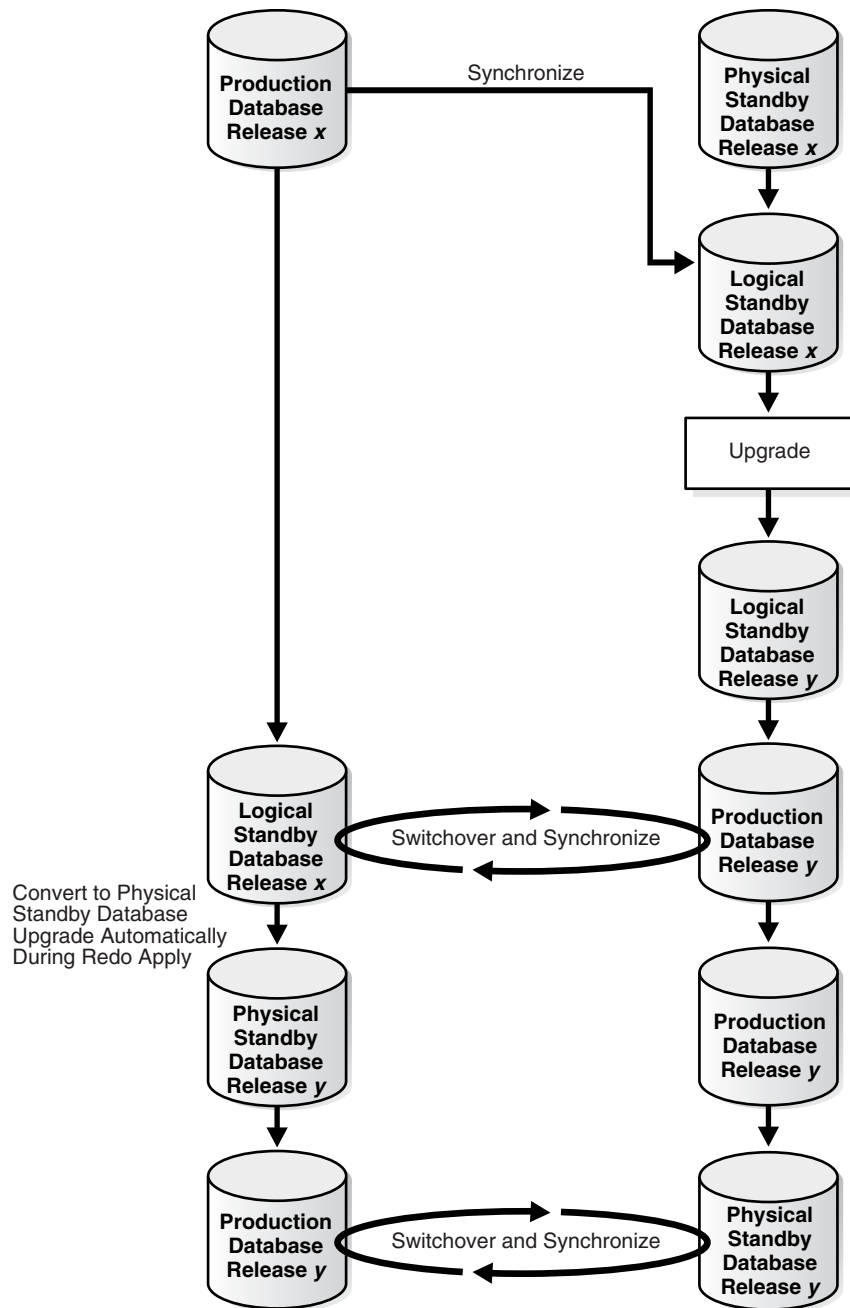 Production
Database
Release x
Synchronize
Physical
Standby
Database
Release x
Logical
Standby
Database
Release x
Upgrade
Logical
Standby
Database
Release y
Logical
Standby
Database
Release x
Switchover and Synchronize
Production
Database
Release y
Convert to Physical
Standby Database
Upgrade Automatically
During Redo Apply
Physical
Standby
Database
Release y
Production
Database
Release y
Production
Database
Release y
Switchover and Synchronize
Physical
Standby
Database
Release y